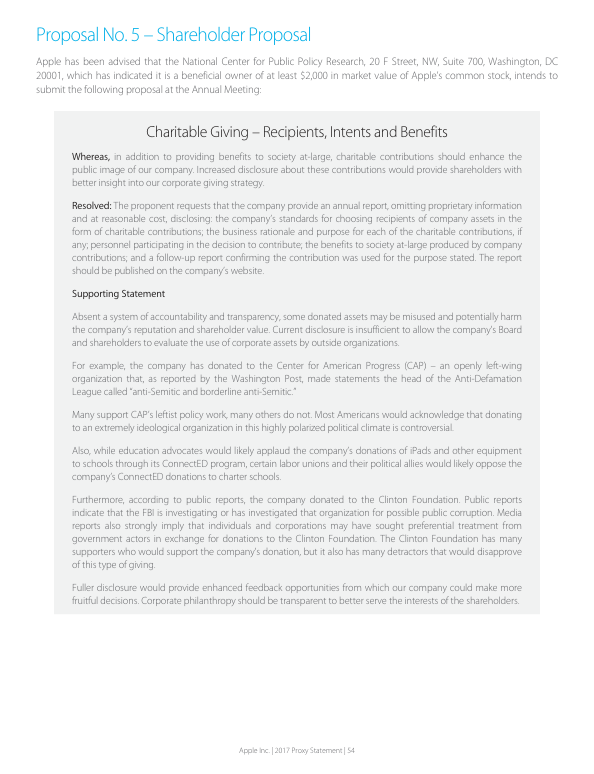 Proposal No. 5 – Shareholder Proposal
Apple has been advised that the National Center for Public Policy Research, 20 F Street, NW, Suite 700, Washington, DC
20001, which has indicated it is a beneficial owner of at least $2,000 in market value of Apple's common stock, intends to
submit the following proposal at the Annual Meeting:
Charitable Giving – Recipients, Intents and Benefits
Whereas, in addition to providing benefits to society at-large, charitable contributions should enhance the
public image of our company. Increased disclosure about these contributions would provide shareholders with
better insight into our corporate giving strategy.
Resolved: The proponent requests that the company provide an annual report, omitting proprietary information
and at reasonable cost, disclosing: the company's standards for choosing recipients of company assets in the
form of charitable contributions; the business rationale and purpose for each of the charitable contributions, if
any; personnel participating in the decision to contribute; the benefits to society at-large produced by company
contributions; and a follow-up report confirming the contribution was used for the purpose stated. The report
should be published on the company's website.
Supporting Statement
Absent a system of accountability and transparency, some donated assets may be misused and potentially harm
the company's reputation and shareholder value. Current disclosure is insufficient to allow the company's Board
and shareholders to evaluate the use of corporate assets by outside organizations.
For example, the company has donated to the Center for American Progress (CAP) – an openly left-wing
organization that, as reported by the Washington Post, made statements the head of the Anti-Defamation
League called "anti-Semitic and borderline anti-Semitic."
Many support CAP's leftist policy work, many others do not. Most Americans would acknowledge that donating
to an extremely ideological organization in this highly polarized political climate is controversial.
Also, while education advocates would likely applaud the company's donations of iPads and other equipment
to schools through its ConnectED program, certain labor unions and their political allies would likely oppose the
company's ConnectED donations to charter schools.
Furthermore, according to public reports, the company donated to the Clinton Foundation. Public reports
indicate that the FBI is investigating or has investigated that organization for possible public corruption. Media
reports also strongly imply that individuals and corporations may have sought preferential treatment from
government actors in exchange for donations to the Clinton Foundation. The Clinton Foundation has many
supporters who would support the company's donation, but it also has many detractors that would disapprove
of this type of giving.
Fuller disclosure would provide enhanced feedback opportunities from which our company could make more
fruitful decisions. Corporate philanthropy should be transparent to better serve the interests of the shareholders.
Apple Inc. | 2017 Proxy Statement | 54